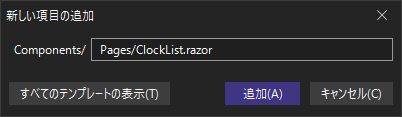 新しい項目の追加
Components/ Pages/ClockList.razor
すべてのテンプレートの表示(T) 追加(A) キャンセル(C)